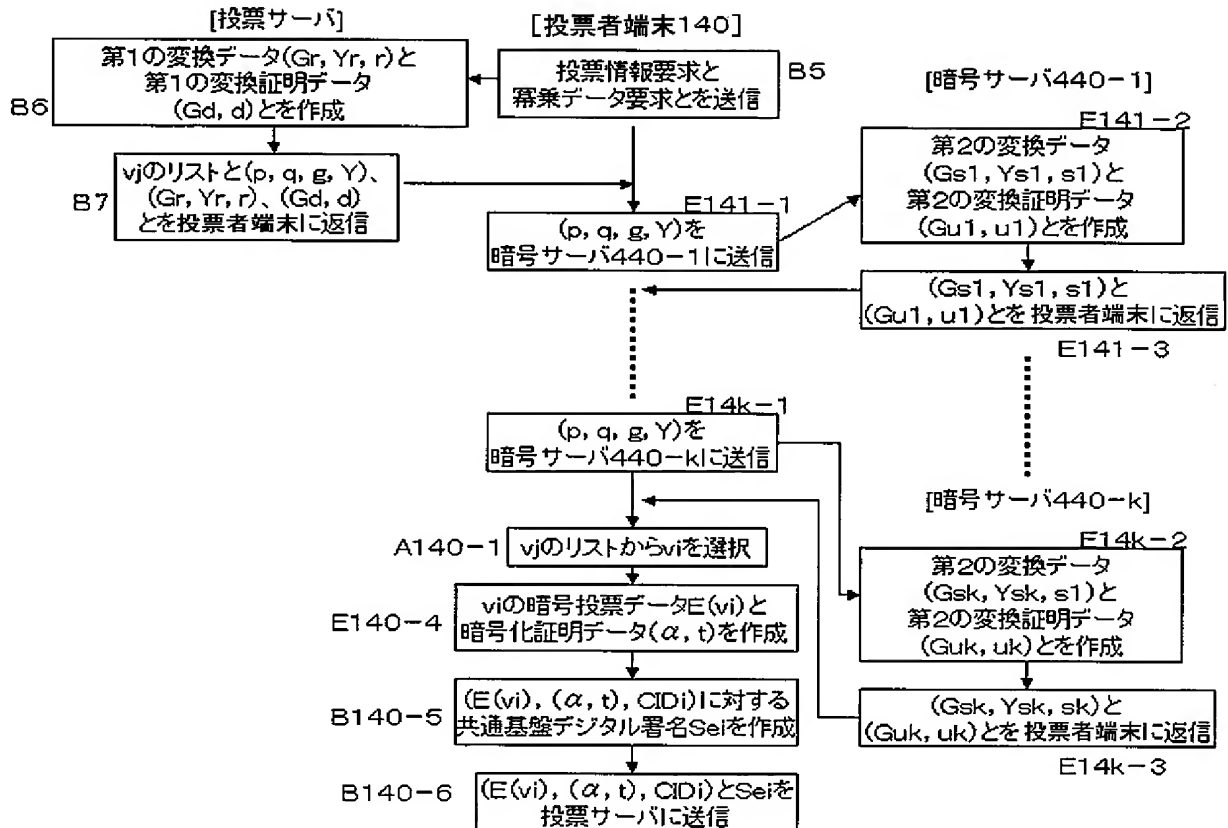 [投票サーバ]
第1の変換データ(Gr, Yr, r)と
第1の変換証明データ
(Gd, d)とを作成
B6
vjのリストと(p, q, g, Y)、
(Gr, Yr, r)、(Gd, d)
とを投票者端末に返信
B7
[投票者端末140]
投票情報要求と
冪乗データ要求とを送信
B5
E141-1
(p, q, g, Y)を
暗号サーバ440-1に送信
[暗号サーバ440-1]
E141-2
第2の変換データ
(Gs1, Ys1, s1)と
第2の変換証明データ
(Gu1, u1)とを作成
(Gs1, Ys1, s1)と
(Gu1, u1)とを投票者端末に返信
E141-3
E14k-1
(p, q, g, Y)を
暗号サーバ440-kに送信
[暗号サーバ440-k]
E14k-2
第2の変換データ
(Gsk, Ysk, s1)と
第2の変換証明データ
(Guk, uk)とを作成
(Gsk, Ysk, sk)と
(Guk, uk)とを投票者端末に返信
E14k-3
A140-1
vjのリストからviを選択
E140-4
viの暗号投票データE(vi)と
暗号化証明データ(α, t)を作成
B140-5
(E(vi), (α, t), CIDi)に対する
共通基盤デジタル署名Seiを作成
B140-6
(E(vi), (α, t), CIDi)とSeiを
投票サーバに送信